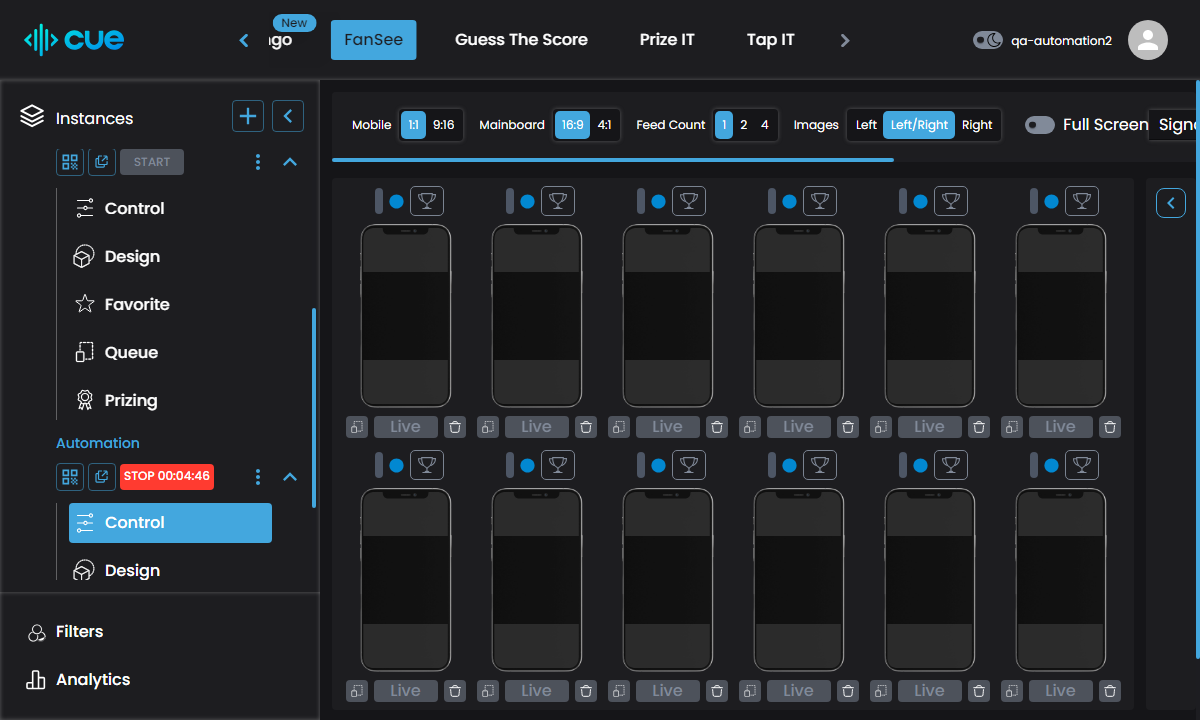 cue
New
FanSee
Guess The Score
Prize IT
Tap IT
qa-automation2
Instances
START
Control
Design
Favorite
Queue
Prizing
Automation
STOP 00:04:46
Control
Design
Filters
Analytics
Mobile 1:1 9:16
Mainboard 16:9 4:1
Feed Count 1 2 4
Images Left Left/Right Right
Full Screen
Live Live Live Live Live Live
Live Live Live Live Live Live